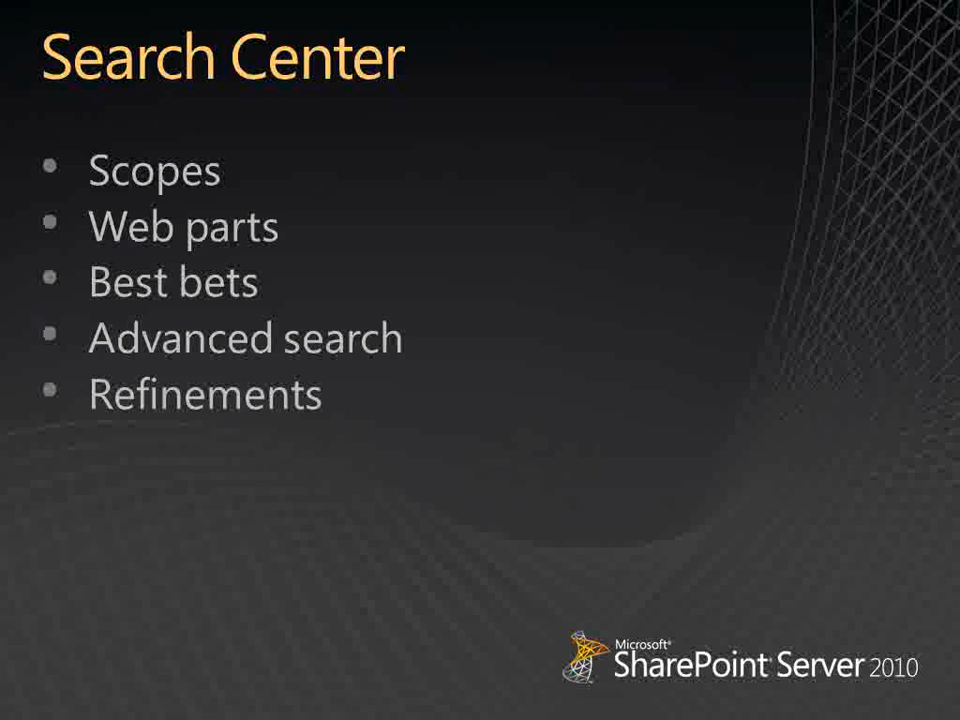 Search Center
• Scopes
• Web parts
• Best bets
• Advanced search
• Refinements
Microsoft®
SharePoint Server 2010